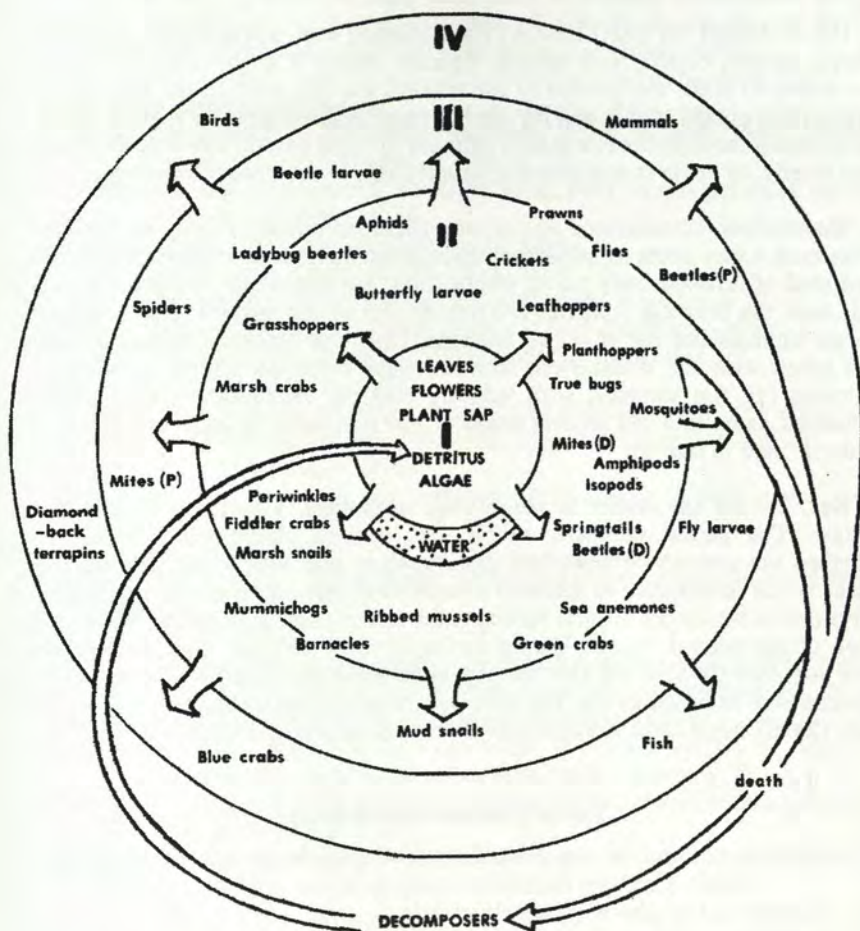 IV
Birds
III
Mammals
Beetle larvae
Aphids
Prawns
II
Ladybug beetles
Crickets
Flies
Beetles (P)
Butterfly larvae
Spiders
Grasshoppers
Leafhoppers
Planthoppers
LEAVES
FLOWERS
PLANT SAP
I
DETRITUS
ALGAE
Marsh crabs
True bugs
Mosquitoes
Mites (D)
Amphipods
Isopods
Mites (P)
Periwinkles
Fiddler crabs
Marsh snails
Diamond
-back
terrapins
WATER
Springtails
Beetles (D)
Fly larvae
Mummichogs
Ribbed mussels
Sea anemones
Barnacles
Green crabs
Mud snails
Blue crabs
Fish
death
DECOMPOSERS